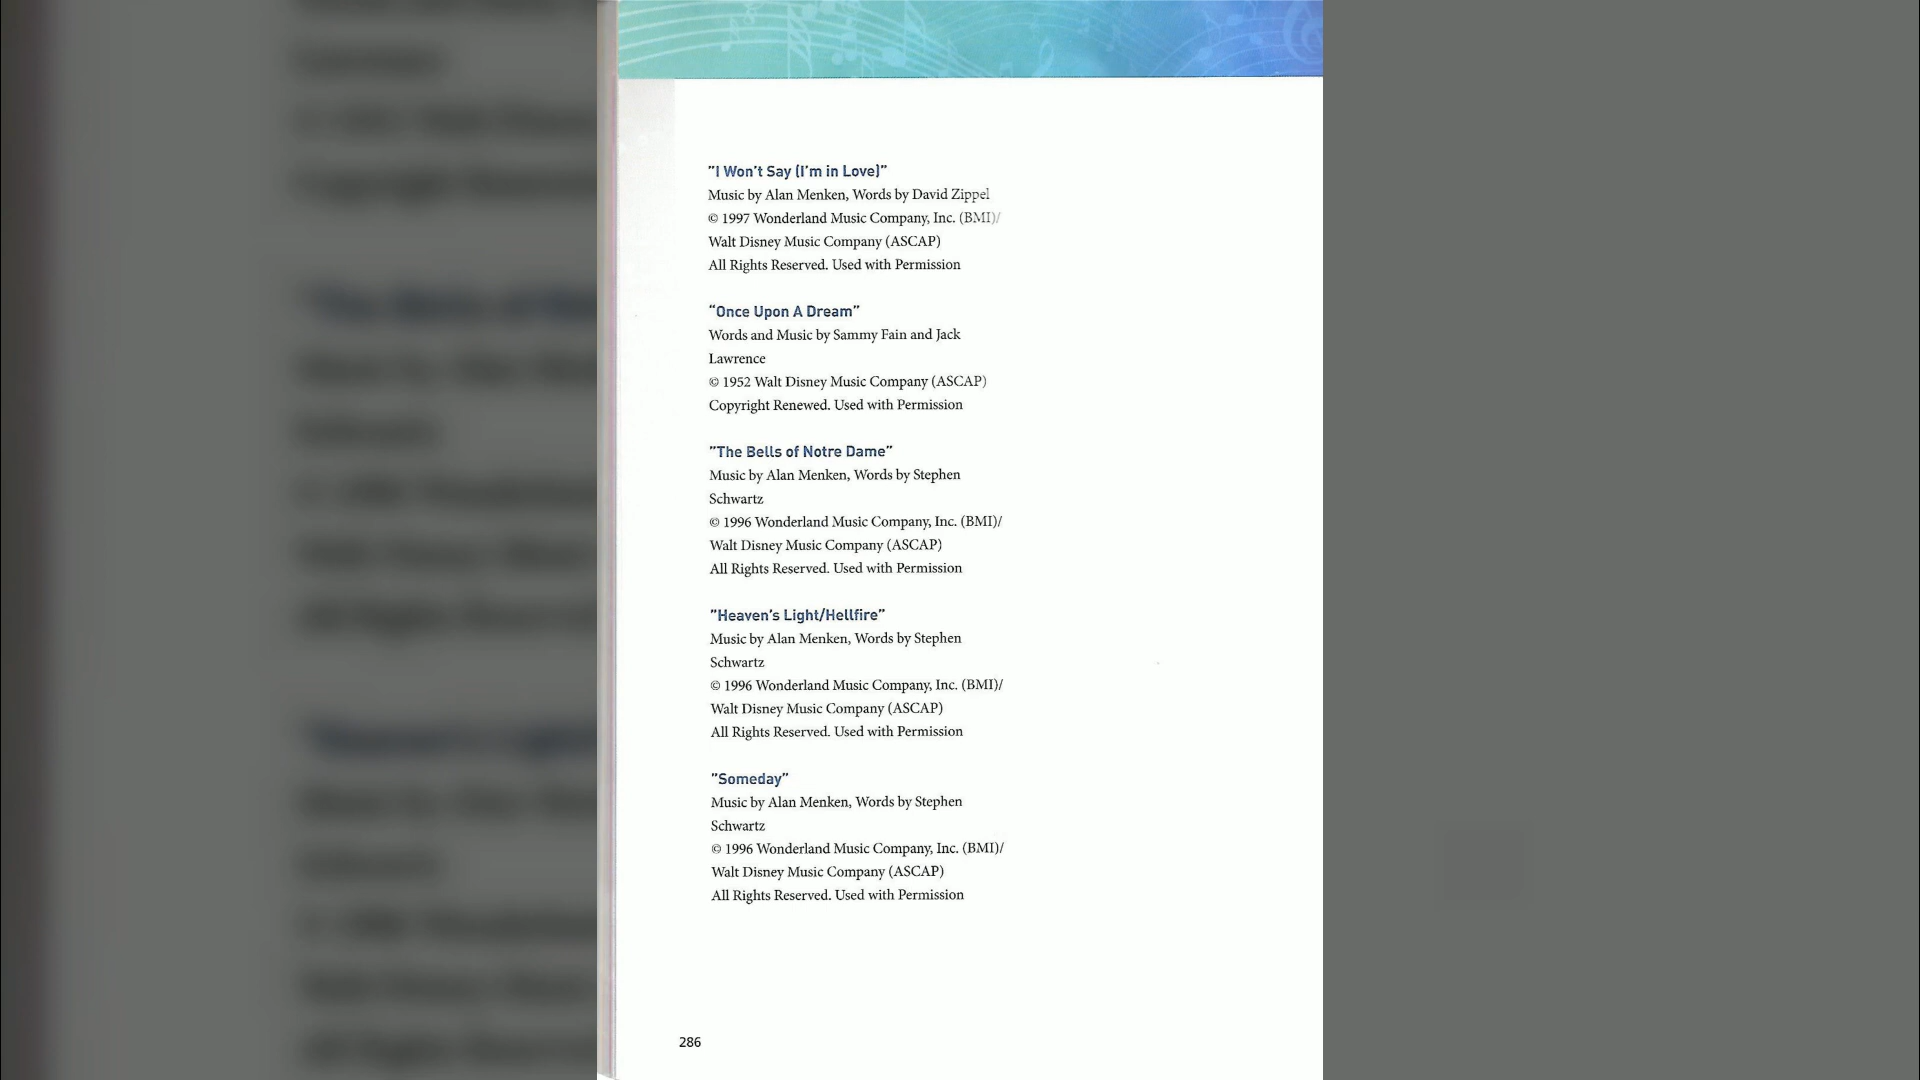 ”I Won’t Say (I’m in Love)”
Music by Alan Menken, Words by David Zippel
© 1997 Wonderland Music Company, Inc. (BMI)/
Walt Disney Music Company (ASCAP)
All Rights Reserved. Used with Permission
“Once Upon A Dream”
Words and Music by Sammy Fain and Jack
Lawrence
© 1952 Walt Disney Music Company (ASCAP)
Copyright Renewed. Used with Permission
”The Bells of Notre Dame”
Music by Alan Menken, Words by Stephen
Schwartz
© 1996 Wonderland Music Company, Inc. (BMI)/
Walt Disney Music Company (ASCAP)
All Rights Reserved. Used with Permission
”Heaven’s Light/Hellfire”
Music by Alan Menken, Words by Stephen
Schwartz
© 1996 Wonderland Music Company, Inc. (BMI)/
Walt Disney Music Company (ASCAP)
All Rights Reserved. Used with Permission
”Someday”
Music by Alan Menken, Words by Stephen
Schwartz
© 1996 Wonderland Music Company, Inc. (BMI)/
Walt Disney Music Company (ASCAP)
All Rights Reserved. Used with Permission
286